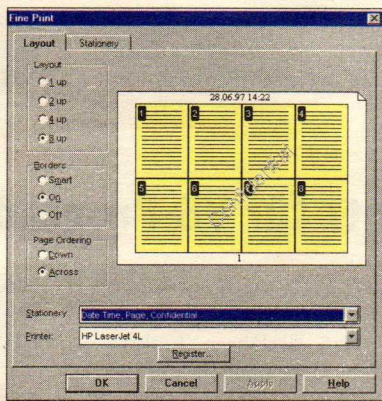 Fine Print
Layout
Stationery
Layout
1 up
2 up
4 up
8 up
28.06.97 14:22
1
2
3
4
5
6
8
Confidential
1
Borders
Smart
On
Off
Page Ordering
Down
Across
Stationery
Date Time, Page, Confidential
Printer:
HP LaserJet 4L
Register...
OK
Cancel
Apply
Help